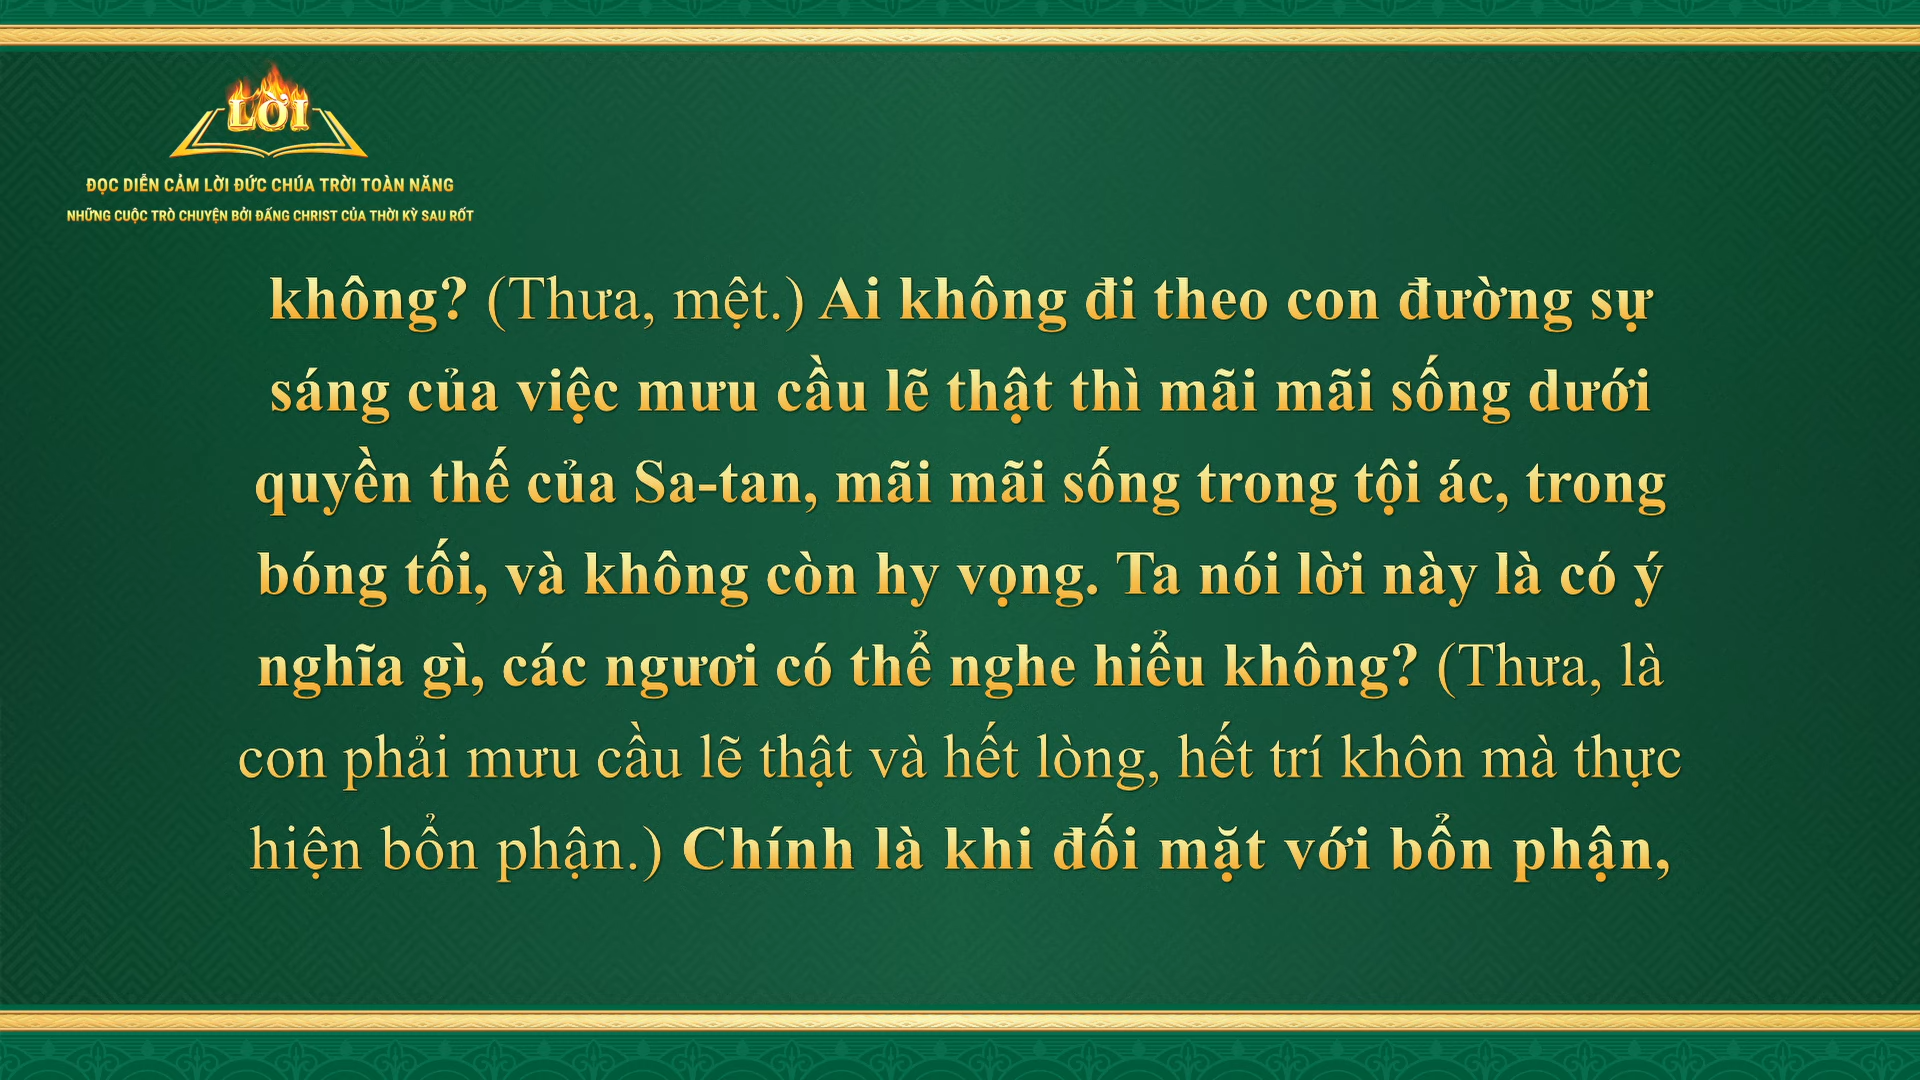 LỜI
ĐỌC DIỄN CẢM LỜI ĐỨC CHÚA TRỜI TOÀN NĂNG
NHỮNG CUỘC TRÒ CHUYỆN BỞI ĐẤNG CHRIST CỦA THỜI KỲ SAU RỐT
không? (Thưa, mệt.) Ai không đi theo con đường sự
sáng của việc mưu cầu lẽ thật thì mãi mãi sống dưới
quyền thế của Sa-tan, mãi mãi sống trong tội ác, trong
bóng tối, và không còn hy vọng. Ta nói lời này là có ý
nghĩa gì, các ngươi có thể nghe hiểu không? (Thưa, là
con phải mưu cầu lẽ thật và hết lòng, hết trí khôn mà thực
hiện bổn phận.) Chính là khi đối mặt với bổn phận,